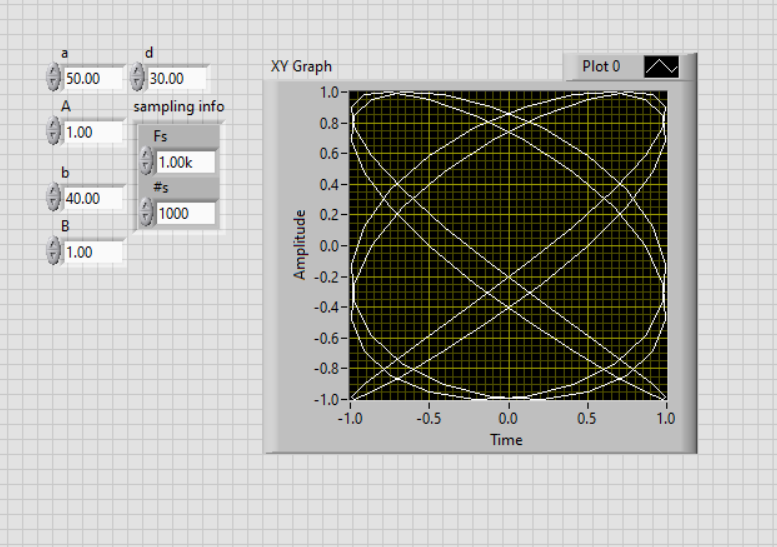 a
50.00
d
30.00
A
1.00
sampling info
Fs
1.00k
#s
1000
b
40.00
B
1.00
XY Graph
Plot 0
Amplitude
1.0
0.8
0.6
0.4
0.2
0.0
-0.2
-0.4
-0.6
-0.8
-1.0
-1.0 -0.5 0.0 0.5 1.0
Time